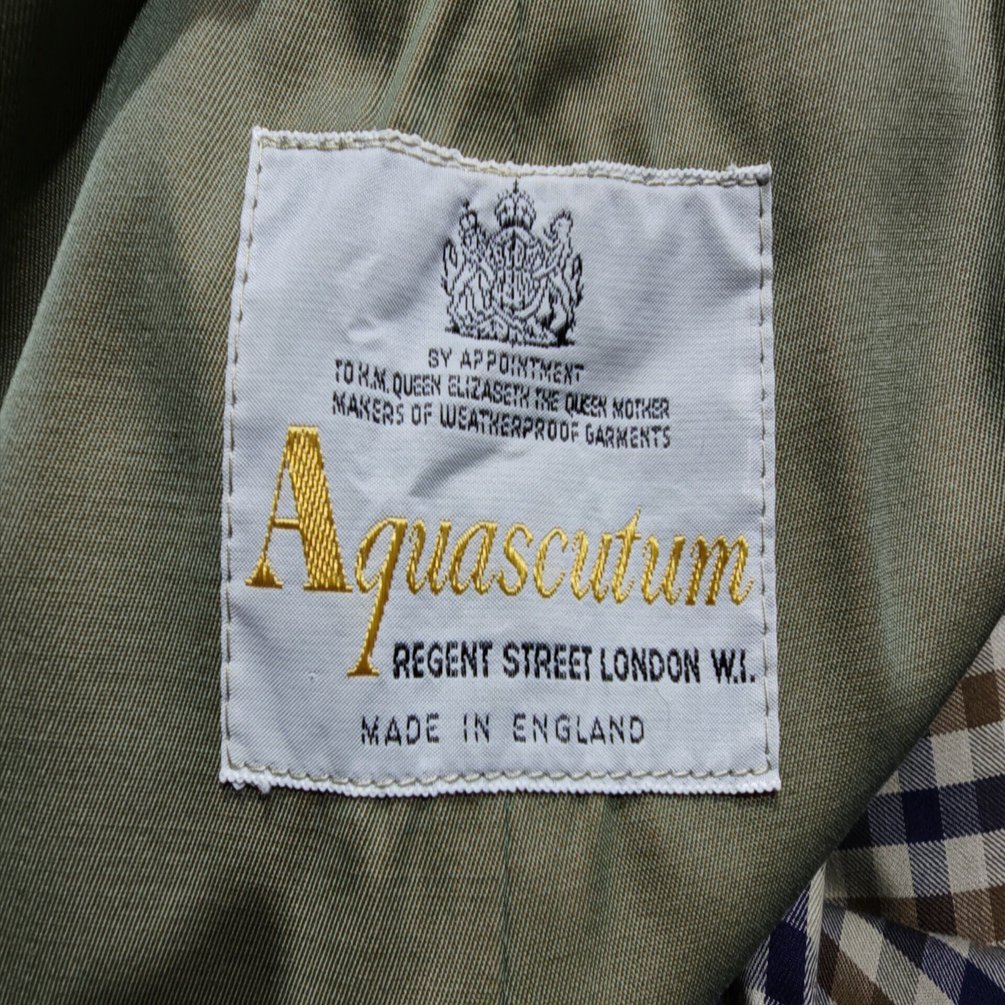 BY APPOINTMENT
TO H.M. QUEEN ELIZABETH THE QUEEN MOTHER
MAKERS OF WEATHERPROOF GARMENTS
Aquascutum
REGENT STREET LONDON W.I.
MADE IN ENGLAND